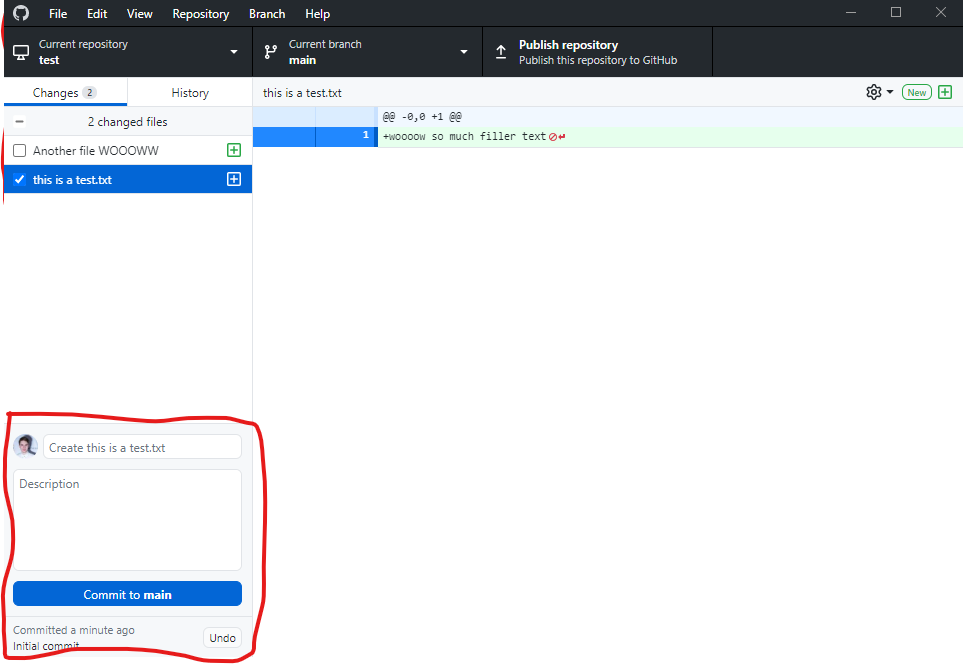 File Edit View Repository Branch Help
Current repository
test
Current branch
main
Publish repository
Publish this repository to GitHub
Changes 2
History
this is a test.txt
New
2 changed files
@@ -0,0 +1 @@
Another file WOOOWW
1 +woooow so much filler text
this is a test.txt
Create this is a test.txt
Description
Commit to main
Committed a minute ago
Initial commit
Undo